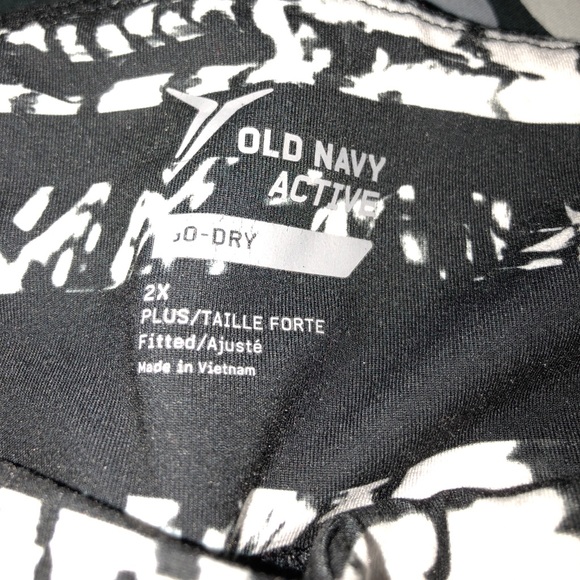 OLD NAVY
ACTIVE
GO-DRY
2X
PLUS/TAILLE FORTE
Fitted/Ajusté
Made in Vietnam